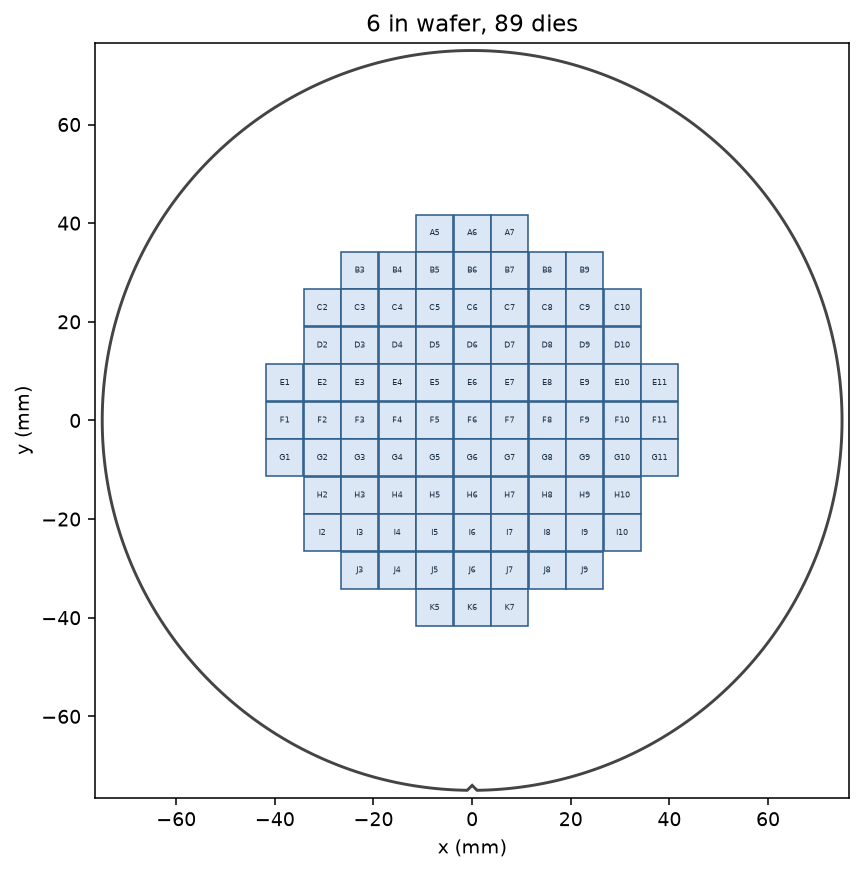 6 in wafer, 89 dies
60
40
20
0
−20
−40
−60
y (mm)
A5 A6 A7
B3 B4 B5 B6 B7 B8 B9
C2 C3 C4 C5 C6 C7 C8 C9 C10
D2 D3 D4 D5 D6 D7 D8 D9 D10
E1 E2 E3 E4 E5 E6 E7 E8 E9 E10 E11
F1 F2 F3 F4 F5 F6 F7 F8 F9 F10 F11
G1 G2 G3 G4 G5 G6 G7 G8 G9 G10 G11
H2 H3 H4 H5 H6 H7 H8 H9 H10
I2 I3 I4 I5 I6 I7 I8 I9 I10
J3 J4 J5 J6 J7 J8 J9
K5 K6 K7
−60 −40 −20 0 20 40 60
x (mm)